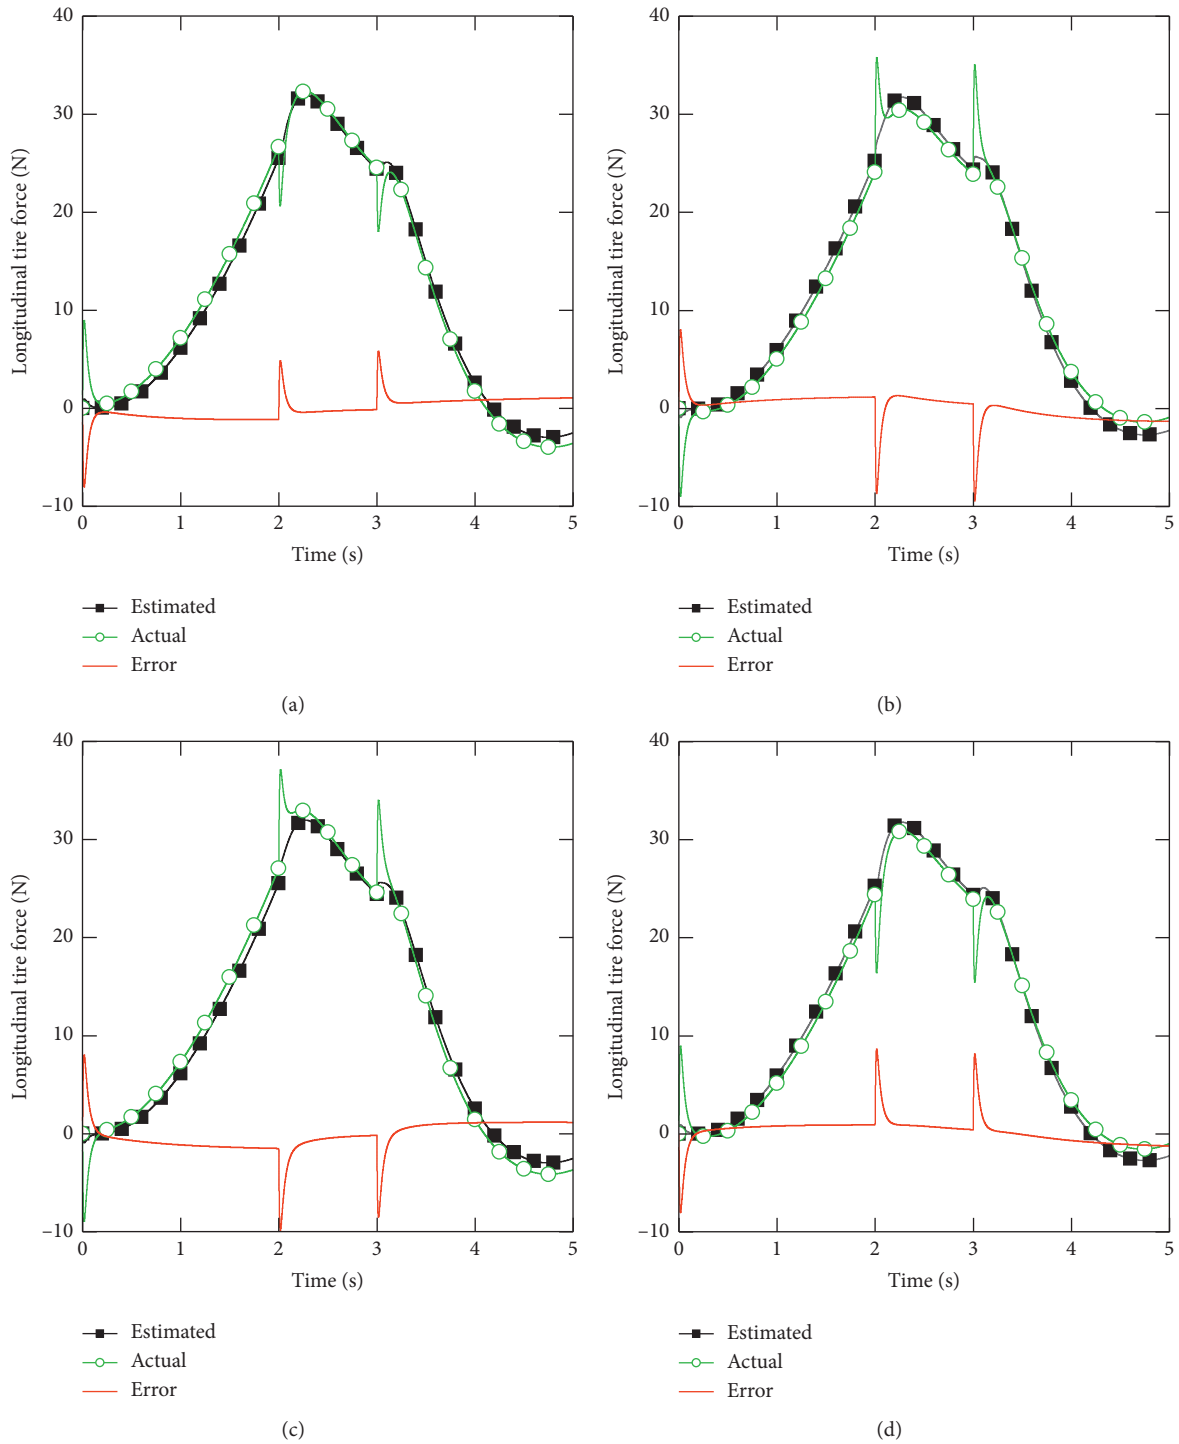 40
30
20
10
0
–10
Longitudinal tire force (N)
0 1 2 3 4 5
Time (s)
Estimated
Actual
Error
(a)
40
30
20
10
0
–10
Longitudinal tire force (N)
0 1 2 3 4 5
Time (s)
Estimated
Actual
Error
(b)
40
30
20
10
0
–10
Longitudinal tire force (N)
0 1 2 3 4 5
Time (s)
Estimated
Actual
Error
(c)
40
30
20
10
0
–10
Longitudinal tire force (N)
0 1 2 3 4 5
Time (s)
Estimated
Actual
Error
(d)